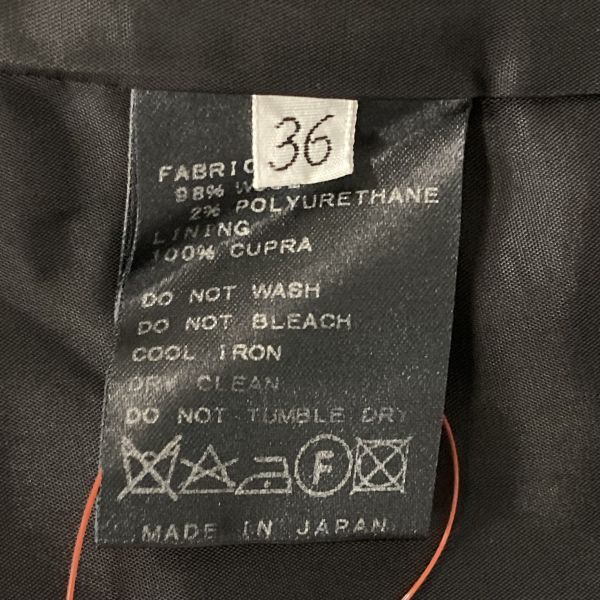 36
FABRIC
98% WOOL
2% POLYURETHANE
LINING
100% CUPRA
DO NOT WASH
DO NOT BLEACH
COOL IRON
DRY CLEAN
DO NOT TUMBLE DRY
F
MADE IN JAPAN